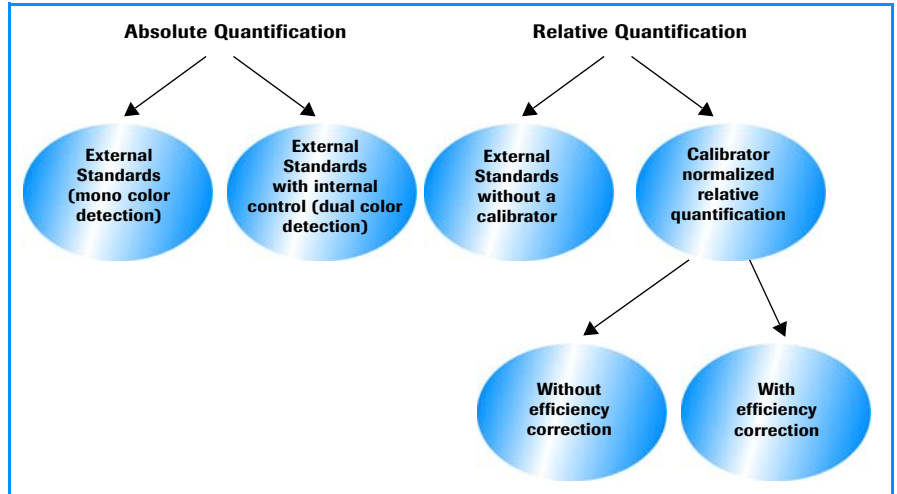 Absolute Quantification
Relative Quantification
External
Standards
(mono color
detection)
External
Standards
with internal
control (dual color
detection)
External
Standards
without a
calibrator
Calibrator
normalized
relative
quantification
Without
efficiency
correction
With
efficiency
correction